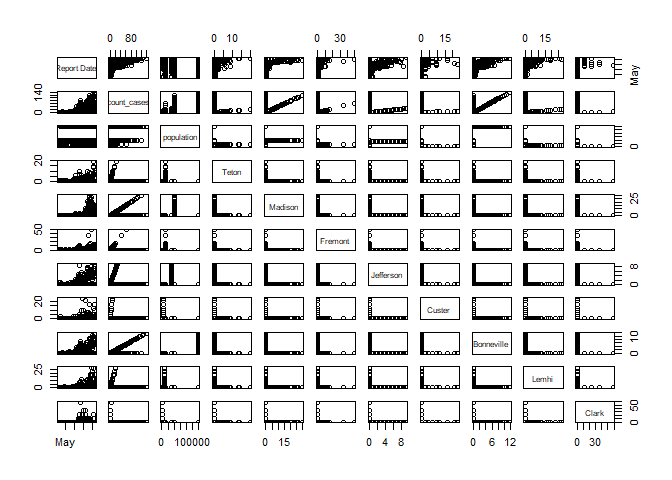 0 80 0 10 0 30 0 15 0 15
Report Date
May
0 140
count_cases
population
0
0 20
Teton
Madison
0 25
0 50
Fremont
Jefferson
0 8
0 20
Custer
Bonneville
0 10
0 25
Lemhi
Clark
0 50
May 0 100000 0 15 0 4 8 0 6 12 0 30